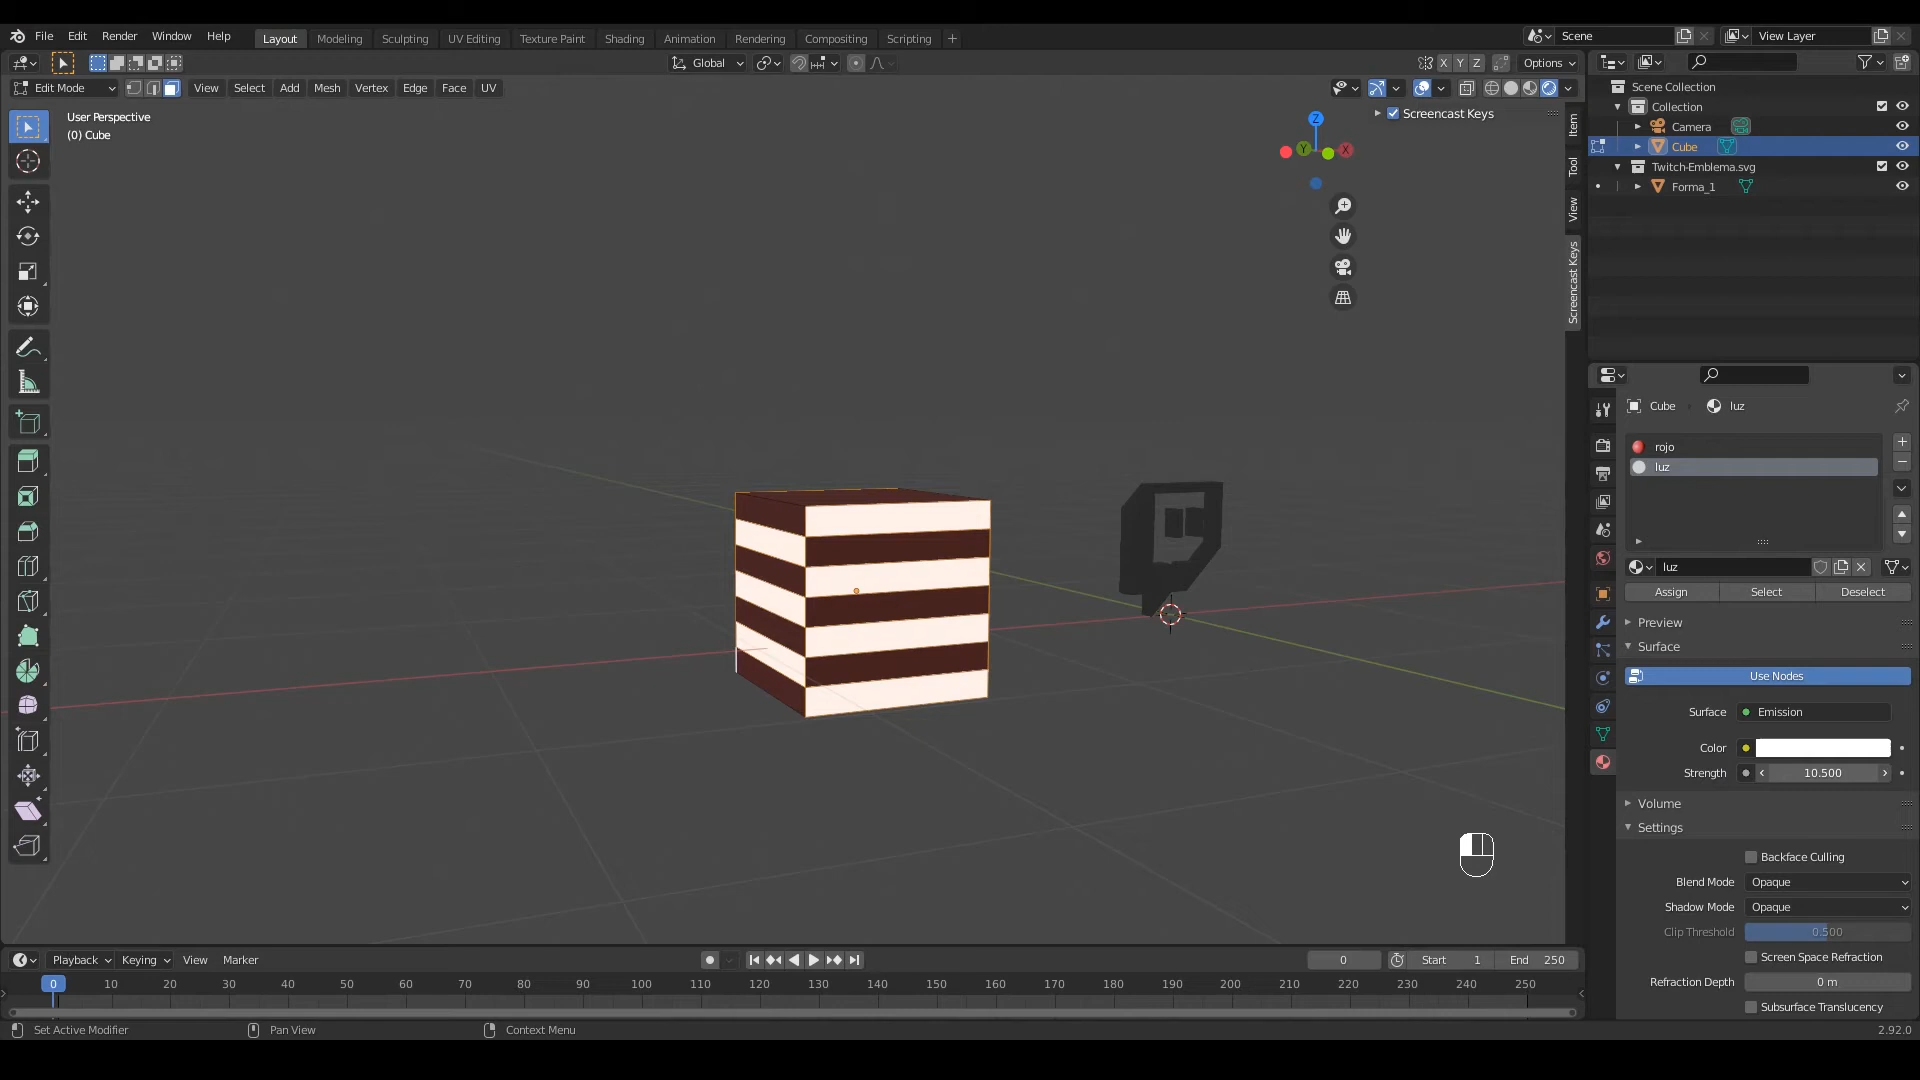 File Edit Render Window Help Layout Modeling Sculpting UV Editing Texture Paint Shading Animation Rendering Compositing Scripting + Scene View Layer
Global X Y Z Options
Edit Mode View Select Add Mesh Vertex Edge Face UV
User Perspective
(0) Cube
Screencast Keys
Z
Y
X
Item
Tool
View
Screencast Keys
Scene Collection
Collection
Camera
Cube
Twitch-Emblema.svg
Forma_1
Cube luz
rojo
luz
luz
Assign Select Deselect
Preview
Surface
Use Nodes
Surface Emission
Color
Strength 10.500
Volume
Settings
Backface Culling
Blend Mode Opaque
Shadow Mode Opaque
Clip Threshold 0.500
Screen Space Refraction
Refraction Depth 0 m
Subsurface Translucency
Playback Keying View Marker 0 Start 1 End 250
0 10 20 30 40 50 60 70 80 90 100 110 120 130 140 150 160 170 180 190 200 210 220 230 240 250
Set Active Modifier Pan View Context Menu 2.92.0